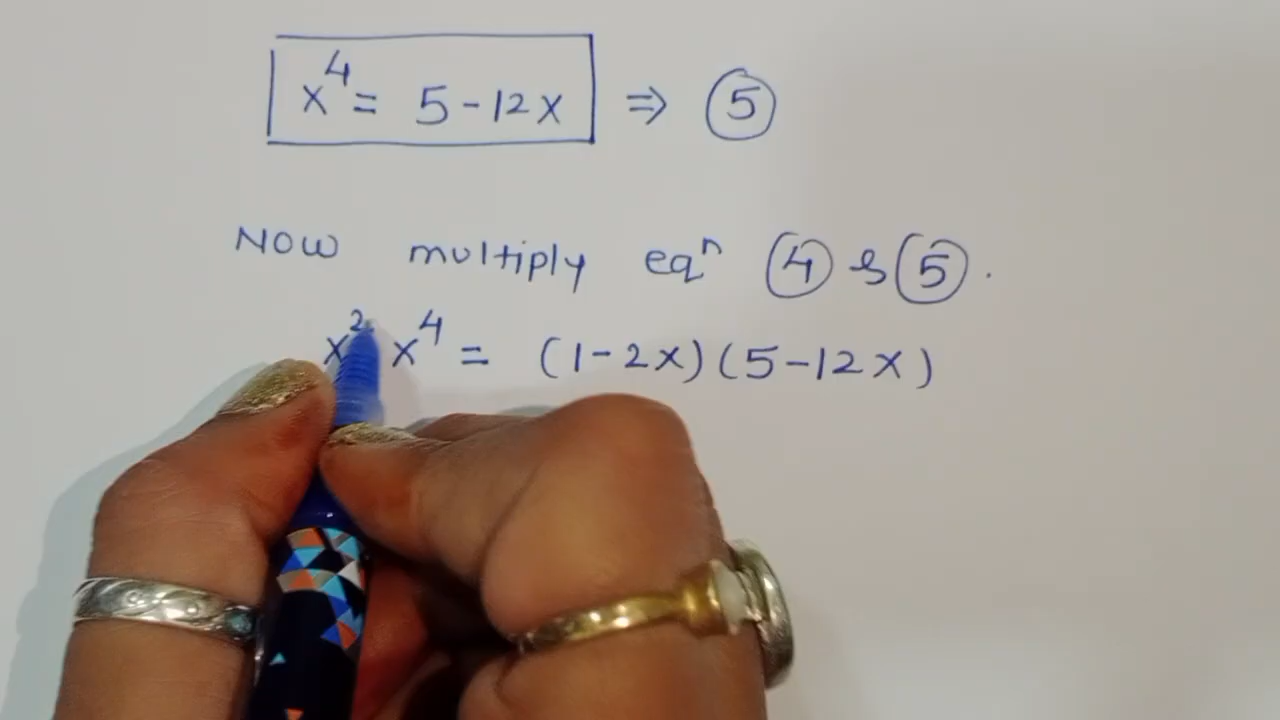 x⁴ = 5-12x ⇒ ⑤
Now multiply eqⁿ ④ & ⑤.
x² x⁴ = (1-2x)(5-12x)